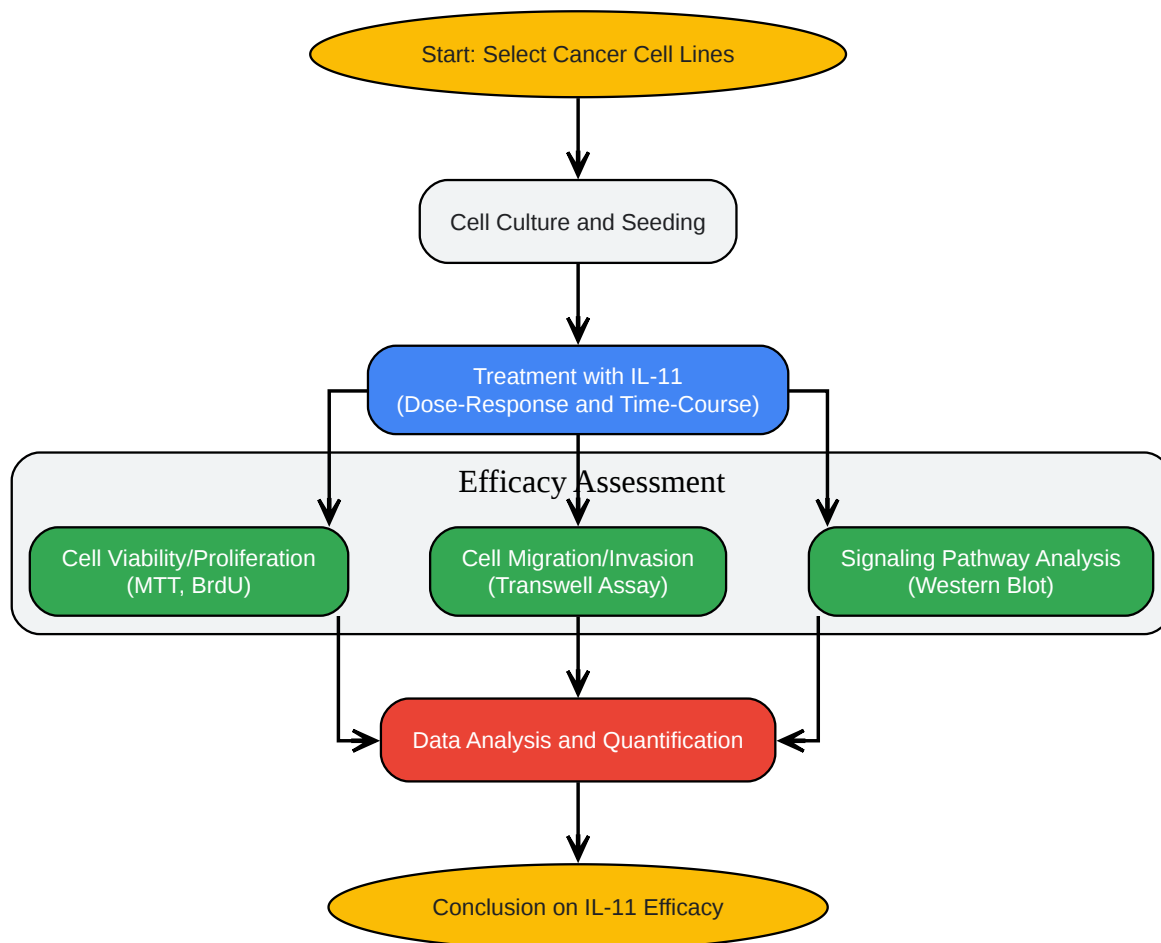 Start: Select Cancer Cell Lines
Cell Culture and Seeding
Treatment with IL-11
(Dose-Response and Time-Course)
Efficacy Assessment
Cell Viability/Proliferation
(MTT, BrdU)
Cell Migration/Invasion
(Transwell Assay)
Signaling Pathway Analysis
(Western Blot)
Data Analysis and Quantification
Conclusion on IL-11 Efficacy